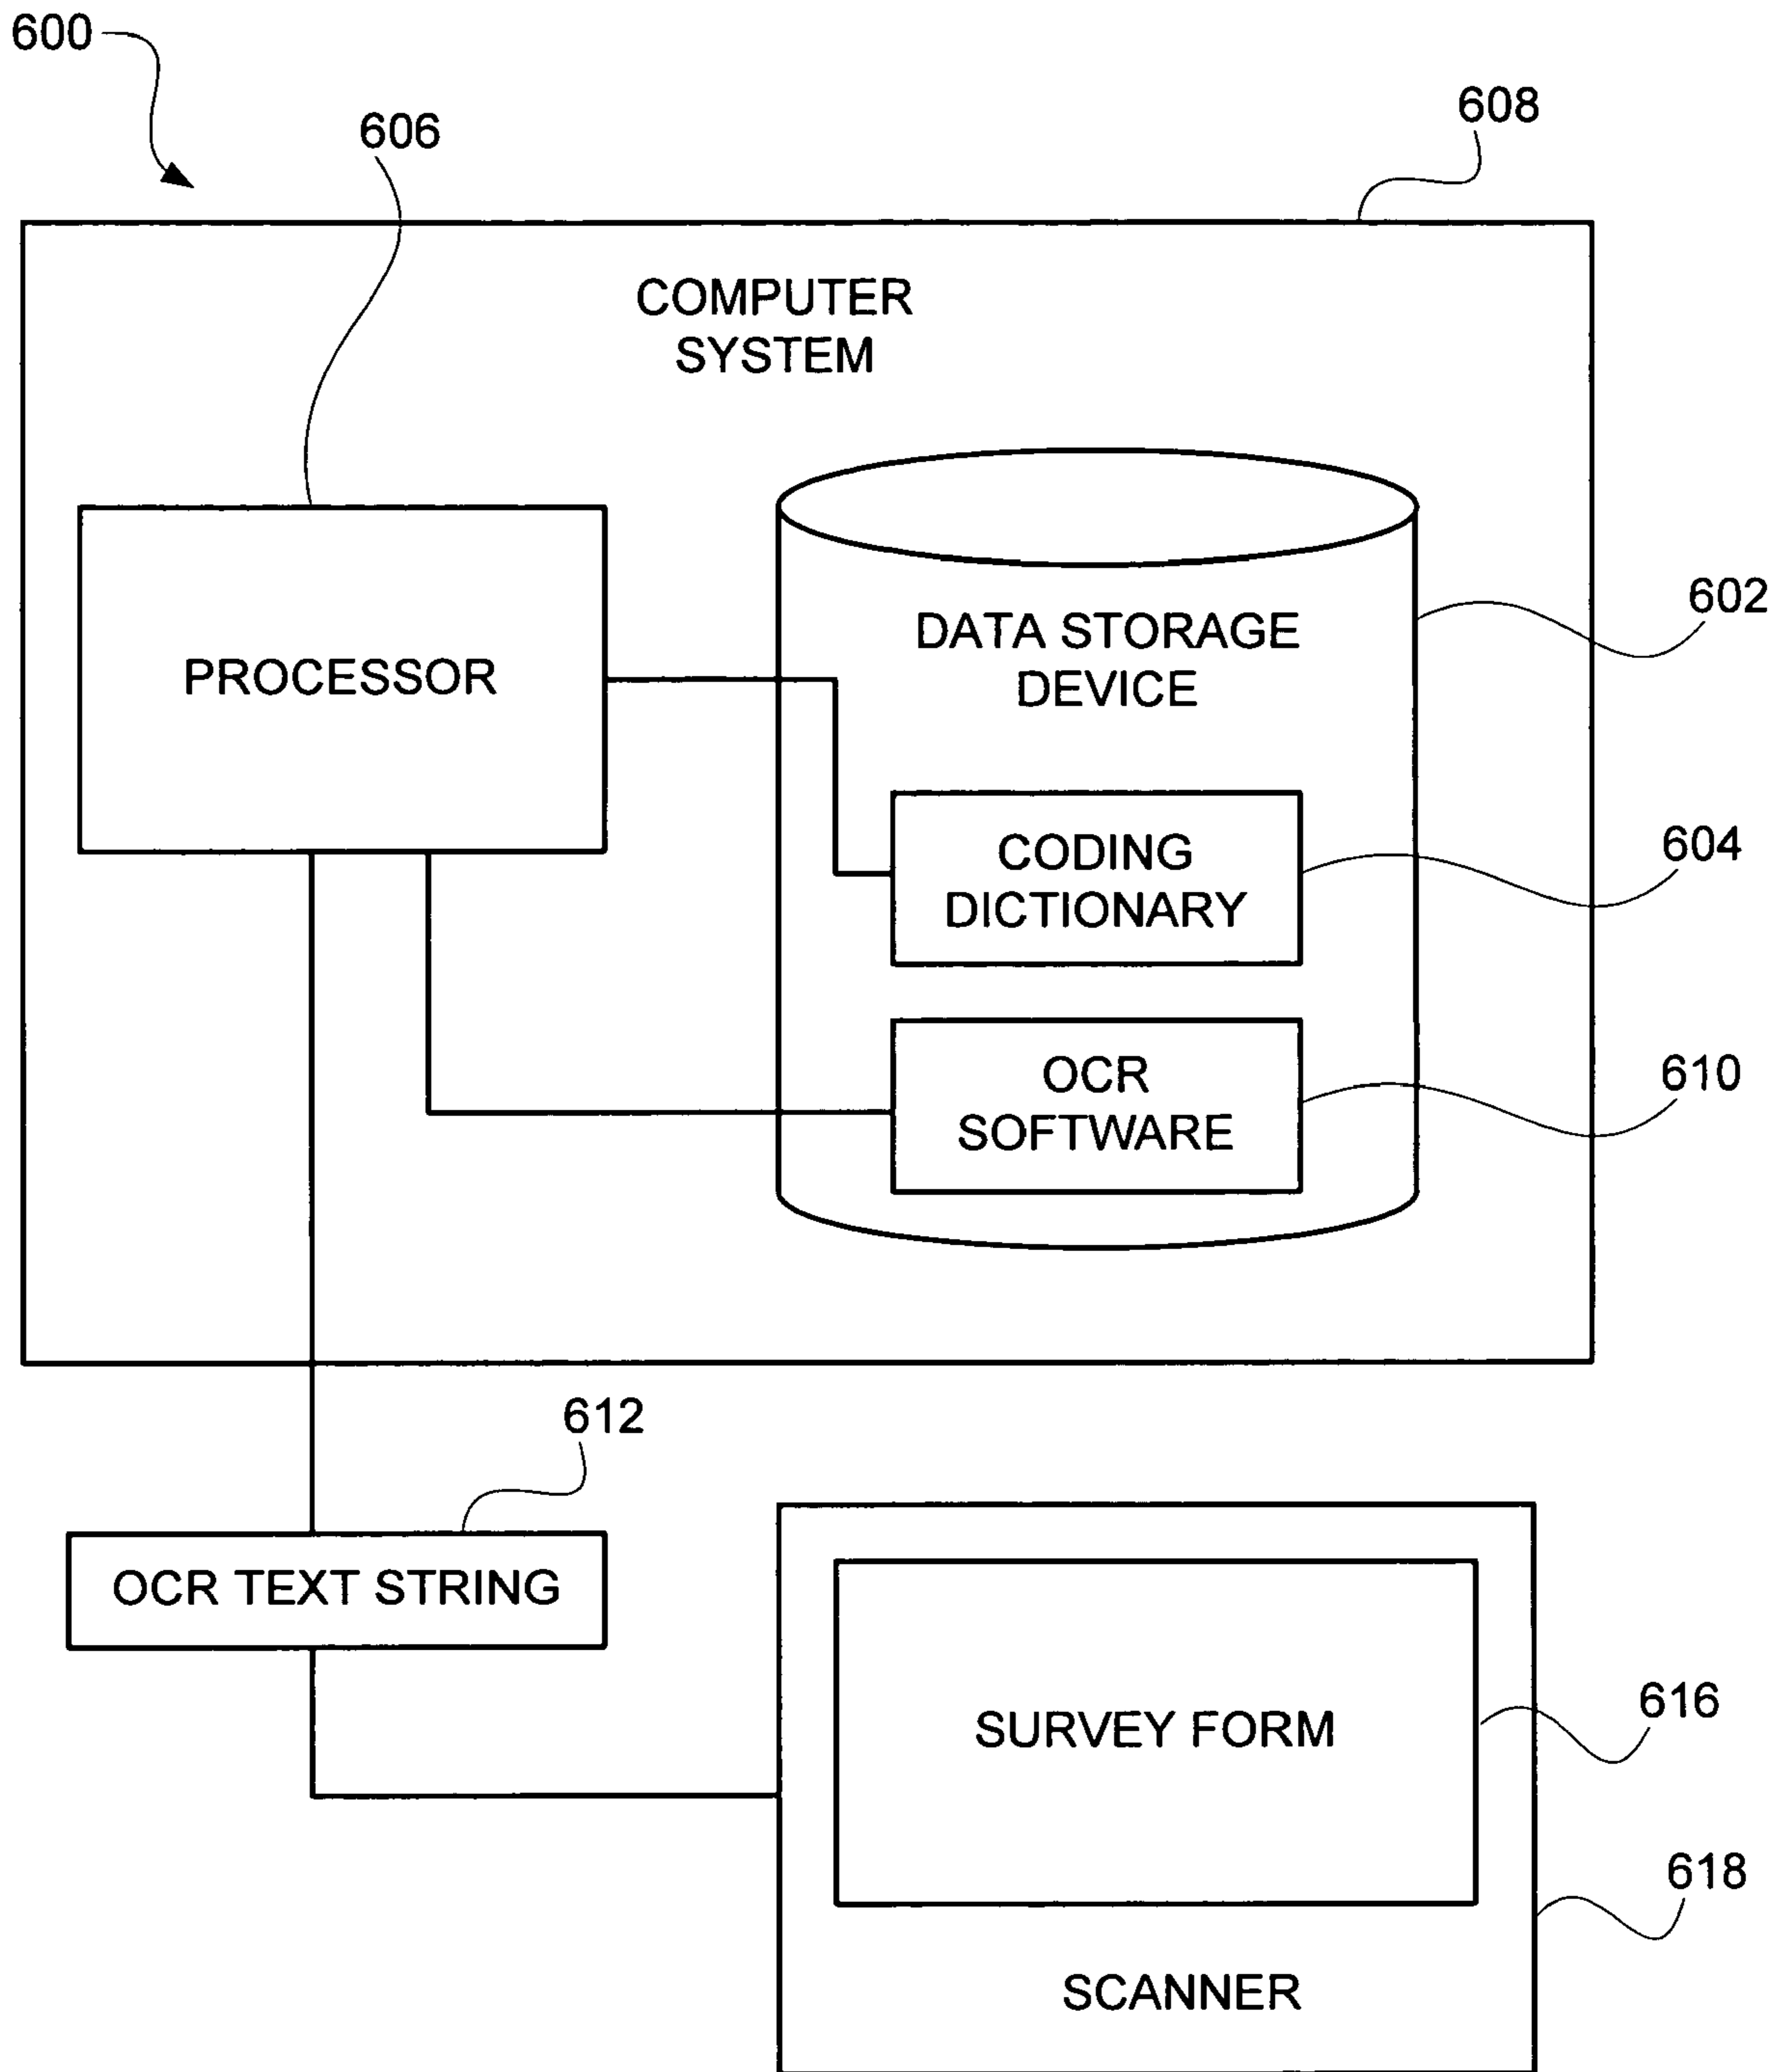 600
606
608
COMPUTER
SYSTEM
602
DATA STORAGE
DEVICE
PROCESSOR
604
CODING
DICTIONARY
610
OCR
SOFTWARE
612
OCR TEXT STRING
616
SURVEY FORM
618
SCANNER